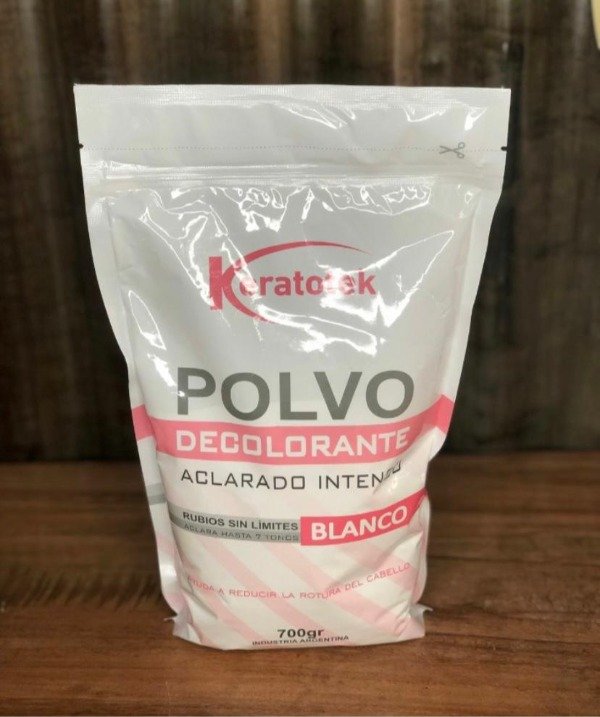 Keratotek
POLVO
DECOLORANTE
ACLARADO INTENSO
RUBIOS SIN LÍMITES
ACLARA HASTA 7 TONOS
BLANCO
AYUDA A REDUCIR LA ROTURA DEL CABELLO
700gr
INDUSTRIA ARGENTINA